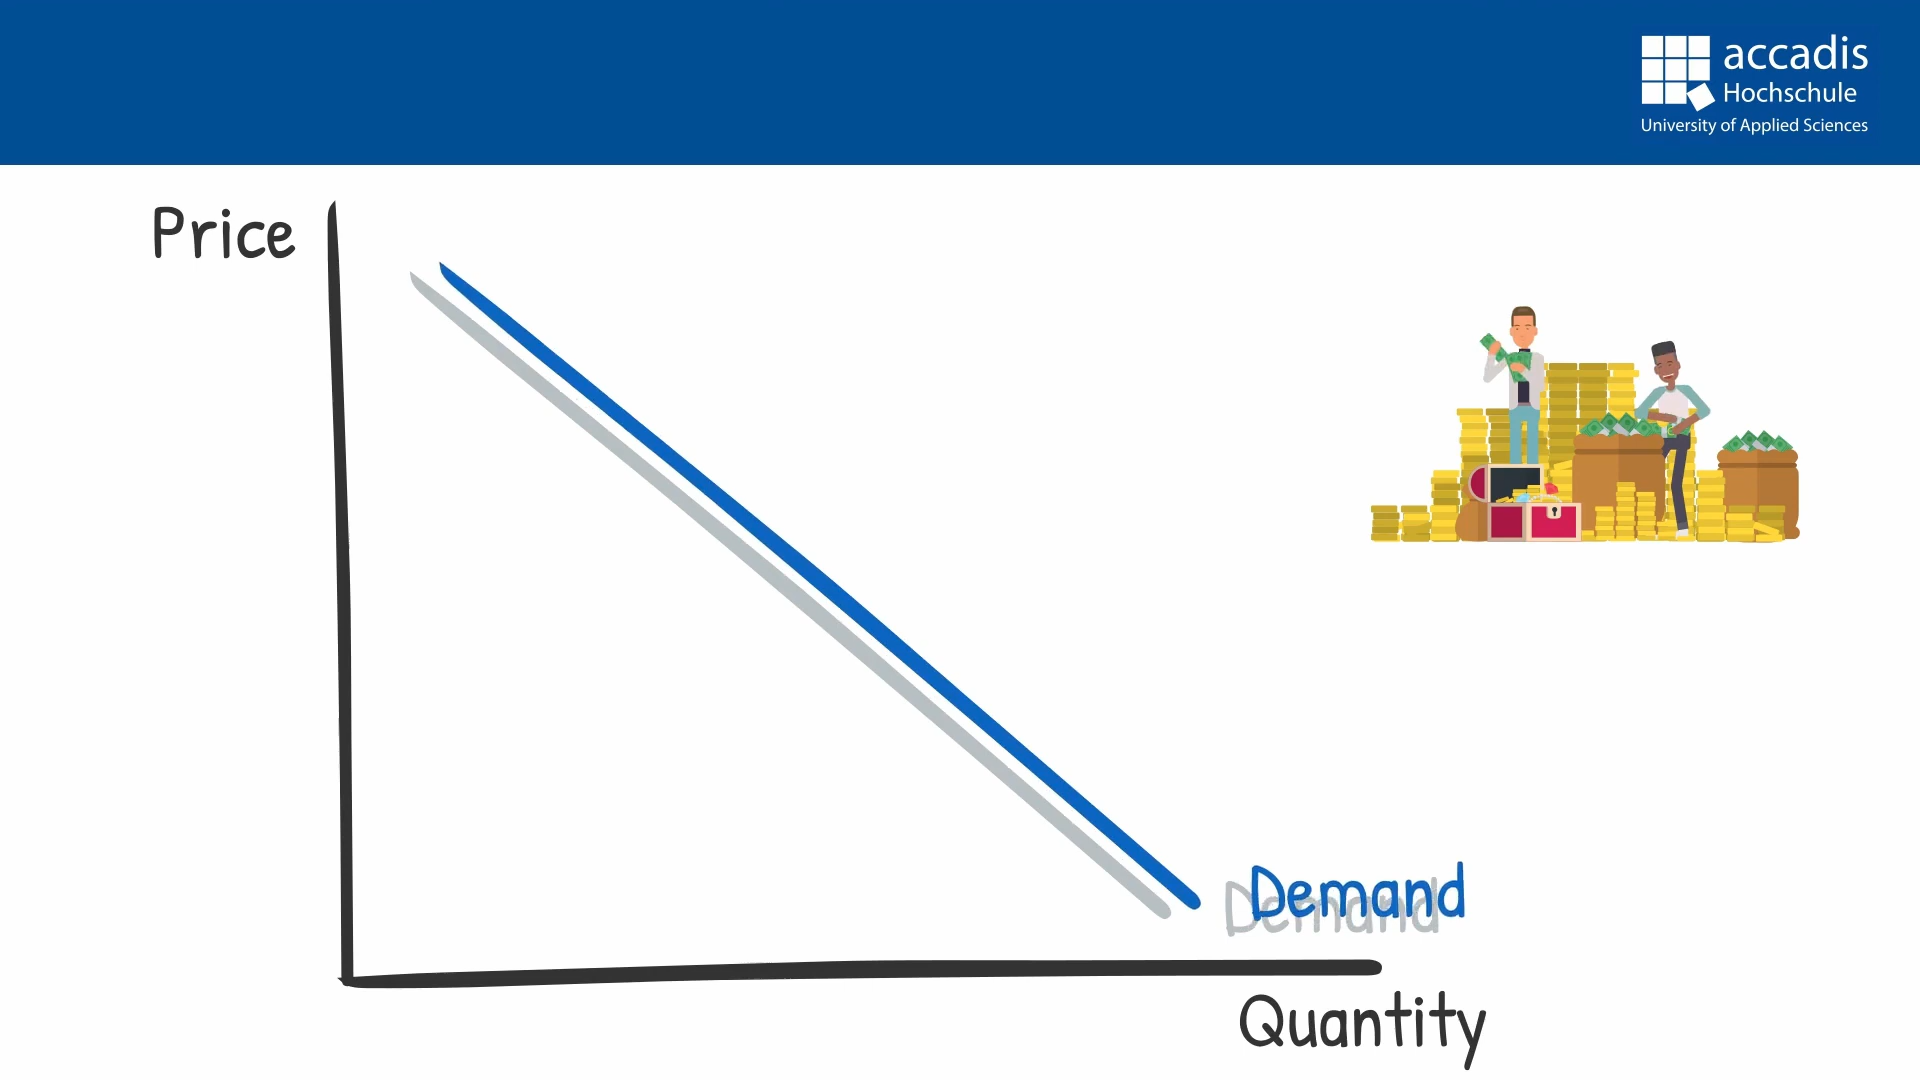 accadis
Hochschule
University of Applied Sciences
Price
Demand
Demand
Quantity